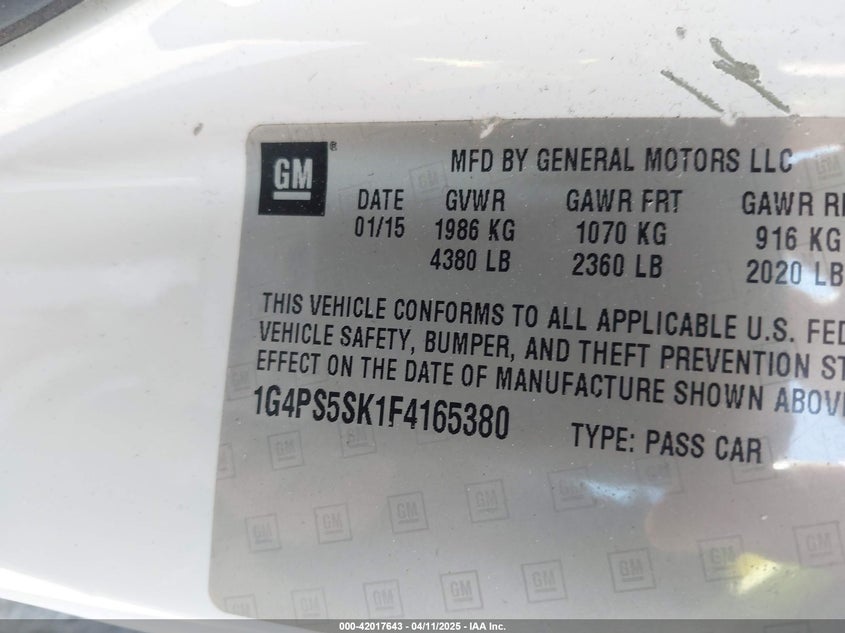 GM ®
MFD BY GENERAL MOTORS LLC
DATE GVWR GAWR FRT GAWR
01/15 1986 KG 1070 KG 916 KG
4380 LB 2360 LB 2020 LB
THIS VEHICLE CONFORMS TO ALL APPLICABLE U.S.
VEHICLE SAFETY, BUMPER, AND THEFT PREVENTION
EFFECT ON THE DATE OF MANUFACTURE SHOWN
1G4PS5SK1F4165380 TYPE: PASS CAR
000-42017643 - 04/11/2025 - IAA Inc.